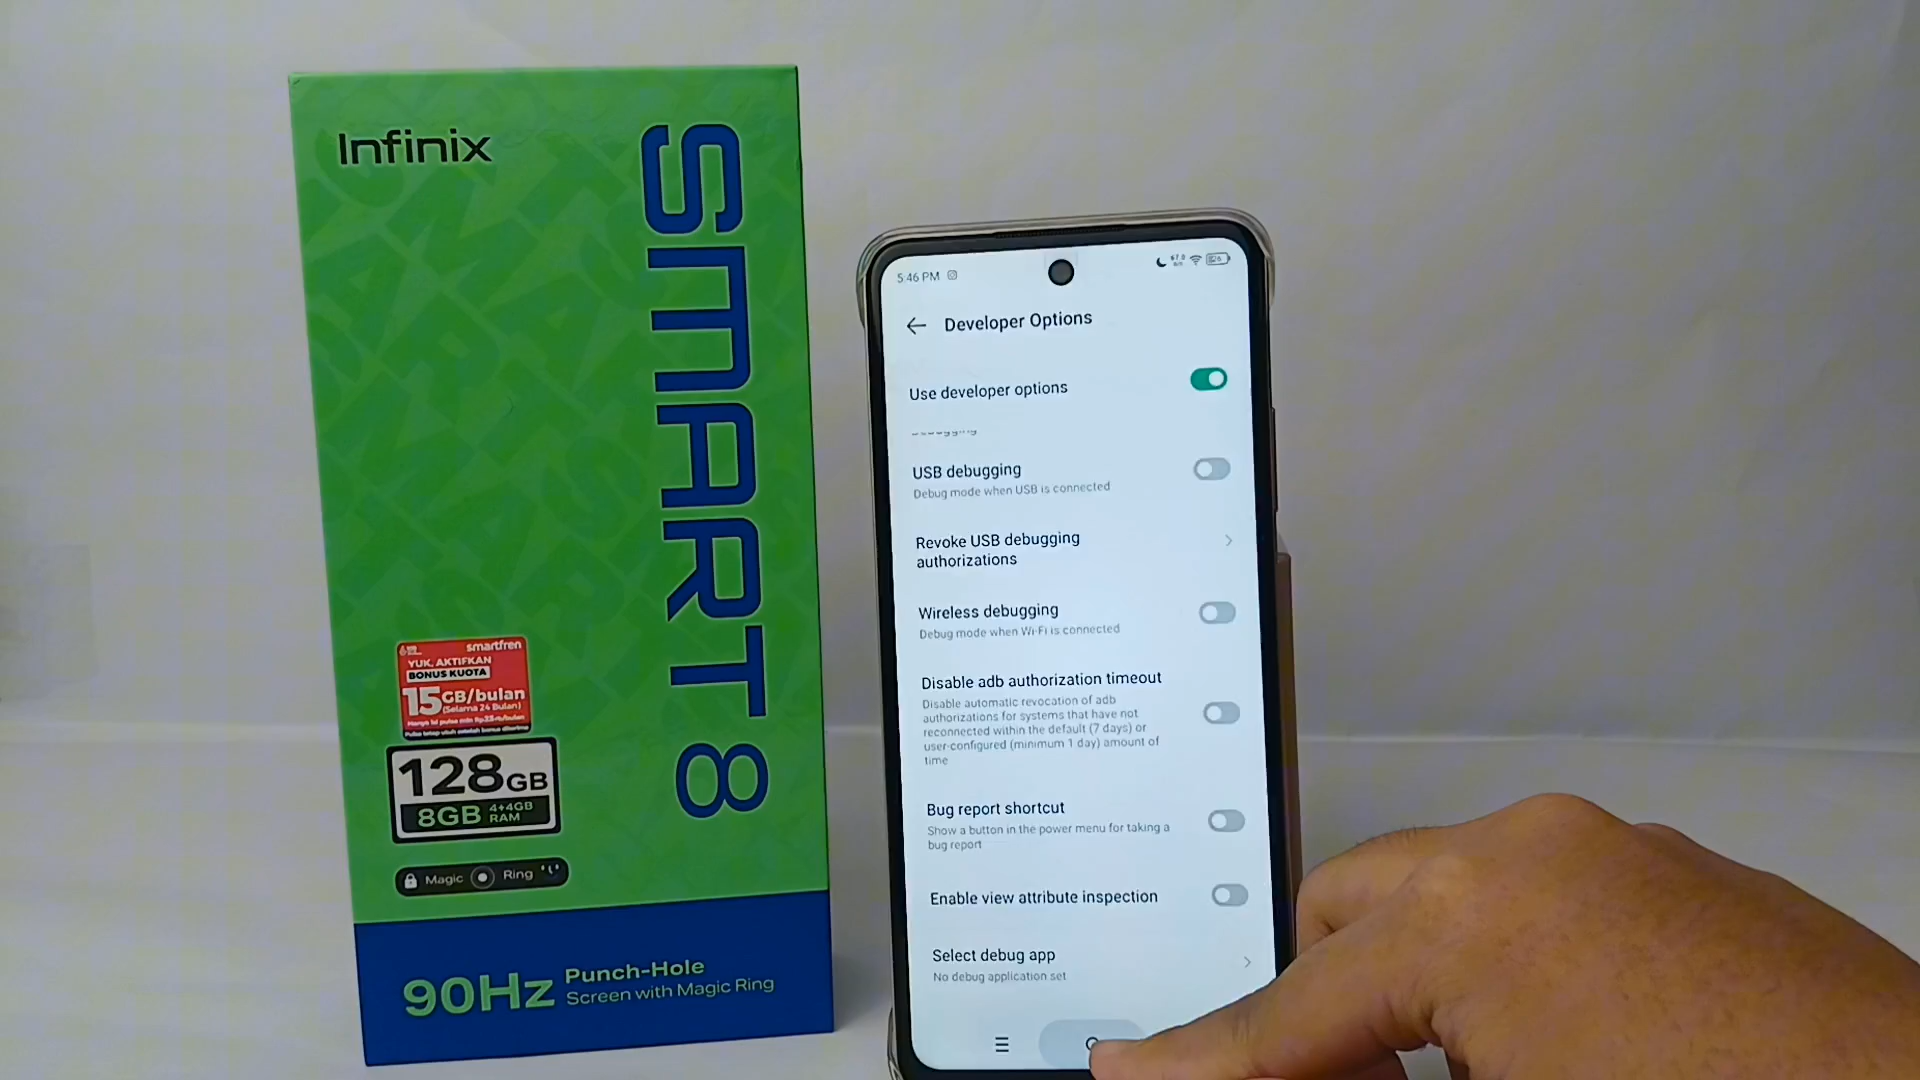 Infinix
SMART 8
smartfren
YUK, AKTIFKAN
BONUS KUOTA
15GB/bulan
(Selama 24 Bulan)
128GB
8GB 4+4GB
RAM
Magic Ring
90Hz Punch-Hole
Screen with Magic Ring
5:46 PM
Developer Options
Use developer options
USB debugging
Debug mode when USB is connected
Revoke USB debugging
authorizations
Wireless debugging
Debug mode when Wi-Fi is connected
Disable adb authorization timeout
Disable automatic revocation of adb
authorizations for systems that have not
reconnected within the default (7 days) or
user-configured (minimum 1 day) amount of
time
Bug report shortcut
Show a button in the power menu for taking a
bug report
Enable view attribute inspection
Select debug app
No debug application set